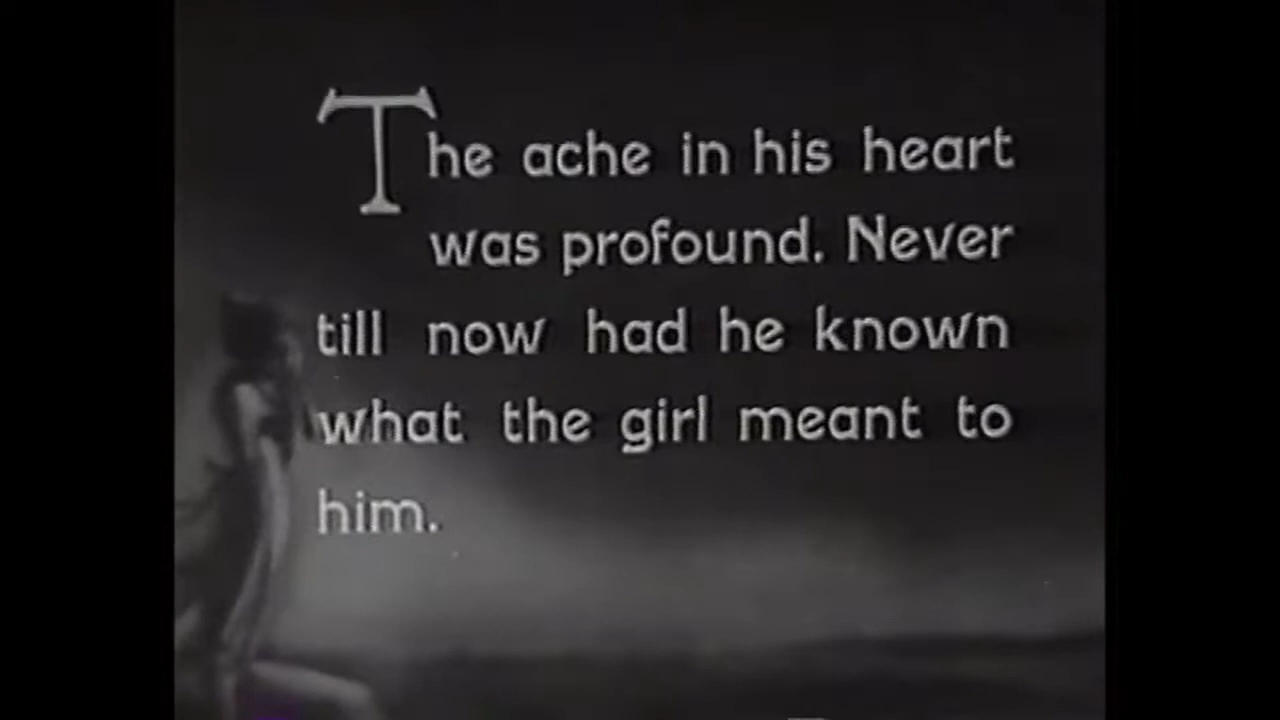 The ache in his heart
was profound. Never
till now had he known
what the girl meant to
him.